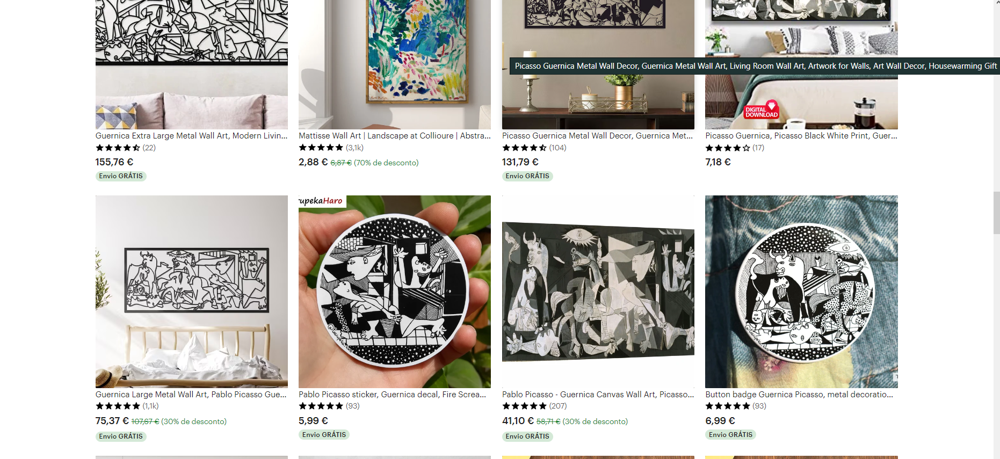 Picasso Guernica Metal Wall Decor, Guernica Metal Wall Art, Living Room Wall Art, Artwork for Walls, Art Wall Decor, Housewarming Gift
DIGITAL
DOWNLOAD
Guernica Extra Large Metal Wall Art, Modern Livin...
(22)
155,76 €
Envio GRÁTIS
Mattisse Wall Art | Landscape at Collioure | Abstra...
(3,1k)
2,88 € 6,87 € (70% de desconto)
Picasso Guernica Metal Wall Decor, Guernica Met...
(104)
131,79 €
Envio GRÁTIS
Picasso Guernica, Picasso Black White Print, Guer...
(17)
7,18 €
upekaHaro
Guernica Large Metal Wall Art, Pablo Picasso Gue...
(1,1k)
75,37 € 107,67 € (30% de desconto)
Envio GRÁTIS
Pablo Picasso sticker, Guernica decal, Fire Screa...
(93)
5,99 €
Envio GRÁTIS
Pablo Picasso - Guernica Canvas Wall Art, Picasso...
(207)
41,10 € 58,71 € (30% de desconto)
Envio GRÁTIS
Button badge Guernica Picasso, metal decoratio...
(93)
6,99 €
Envio GRÁTIS